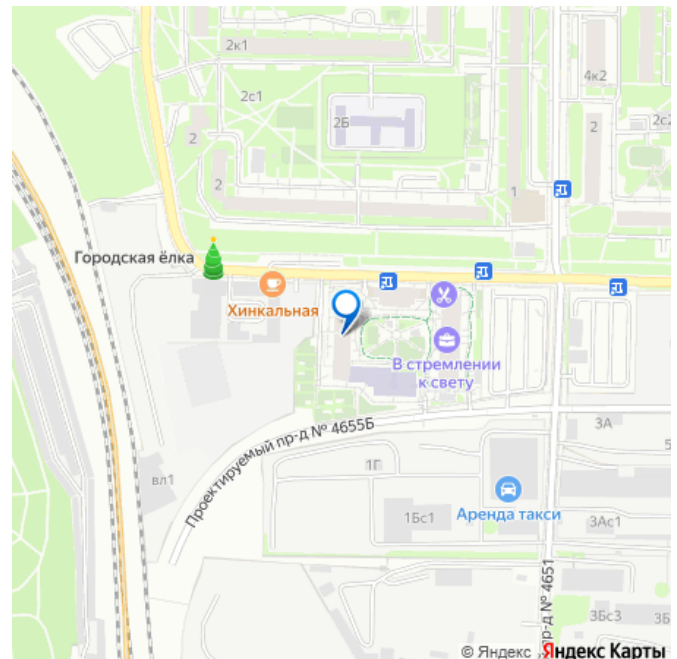 2к1
4к2
2с1
2Б
2
2с2
2
2
1
Городская ёлка
Хинкальная
В стремлении
к свету
Проектируемый пр-д № 4655Б
3А
1Г
вл1
1Бс1
Аренда такси
3Ас1
пр-д № 4651
3Бс3
3Б
© Яндекс Яндекс Карты